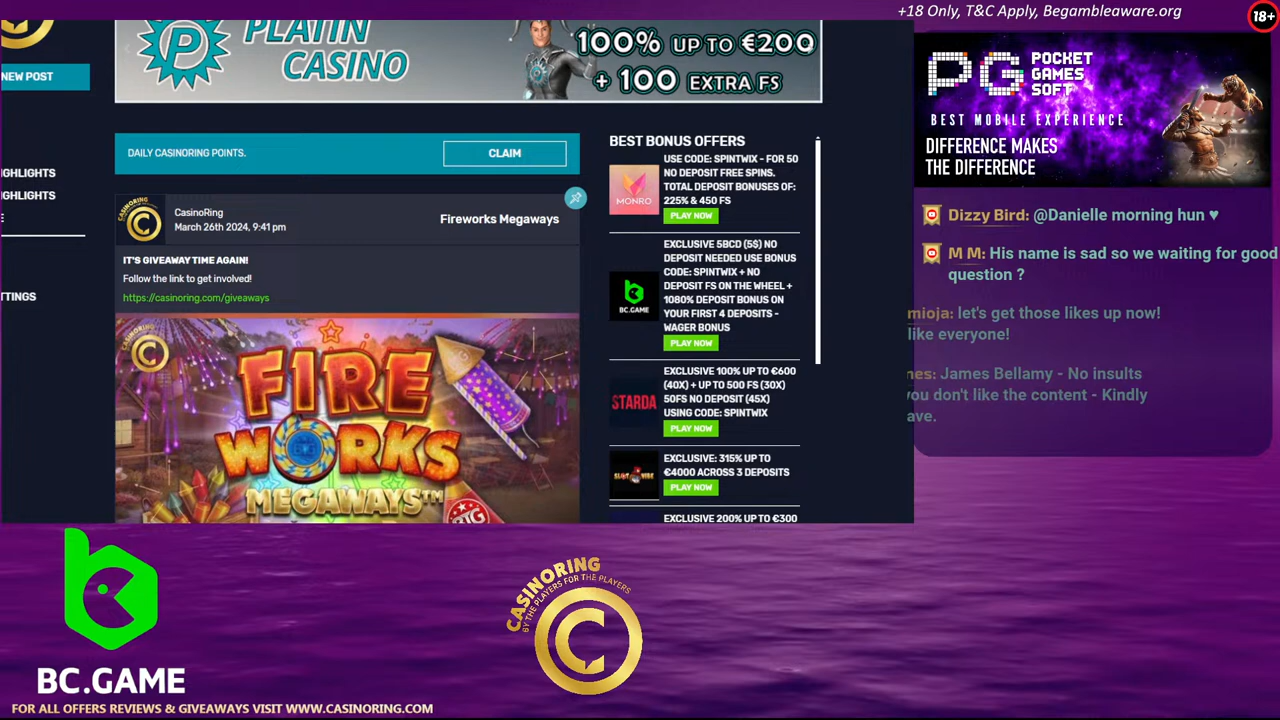 +18 Only, T&C Apply, Begambleaware.org
18+
PLATIN
CASINO
100% UP TO €200
+ 100 EXTRA FS
NEW POST
GHLIGHTS
GHLIGHTS
E
TTINGS
DAILY CASINORING POINTS.
CLAIM
CASINORING
CasinoRing
March 26th 2024, 9:41 pm
Fireworks Megaways
IT'S GIVEAWAY TIME AGAIN!
Follow the link to get involved!
https://casinoring.com/giveaways
CASINORING
FIRE
WORKS
MEGAWAYS™
BIG
BEST BONUS OFFERS
MONRO
USE CODE: SPINTWIX - FOR 50
NO DEPOSIT FREE SPINS.
TOTAL DEPOSIT BONUSES OF:
225% & 450 FS
PLAY NOW
BC.GAME
EXCLUSIVE 5BCD (5$) NO
DEPOSIT NEEDED USE BONUS
CODE: SPINTWIX + NO
DEPOSIT FS ON THE WHEEL +
1080% DEPOSIT BONUS ON
YOUR FIRST 4 DEPOSITS -
WAGER BONUS
PLAY NOW
STARDA
EXCLUSIVE 100% UP TO €600
(40X) + UP TO 500 FS (30X)
50FS NO DEPOSIT (45X)
USING CODE: SPINTWIX
PLAY NOW
SLOT VIBE
EXCLUSIVE: 315% UP TO
€4000 ACROSS 3 DEPOSITS
PLAY NOW
EXCLUSIVE 200% UP TO €300
PG
POCKET
GAMES
SOFT
BEST MOBILE EXPERIENCE
DIFFERENCE MAKES
THE DIFFERENCE
Dizzy Bird: @Danielle morning hun ♥
M M: His name is sad so we waiting for good
question ?
mioja: let's get those likes up now!
like everyone!
nes: James Bellamy - No insults
you don't like the content - Kindly
ave.
BC.GAME
CASINORING
BY THE PLAYERS FOR THE PLAYERS
FOR ALL OFFERS REVIEWS & GIVEAWAYS VISIT WWW.CASINORING.COM